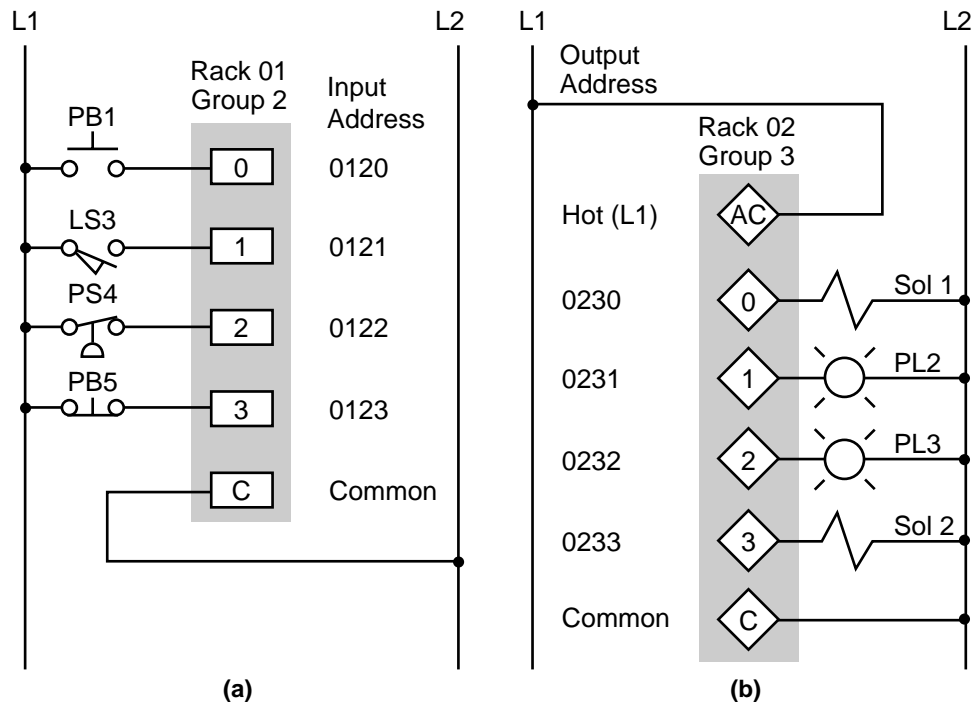 L1
L2
Rack 01
Group 2
Input
Address
PB1
0
0120
LS3
1
0121
PS4
2
0122
PB5
3
0123
C
Common
(a)
L1
L2
Output
Address
Rack 02
Group 3
Hot (L1)
AC
0230
0
Sol 1
0231
1
PL2
0232
2
PL3
0233
3
Sol 2
Common
C
(b)